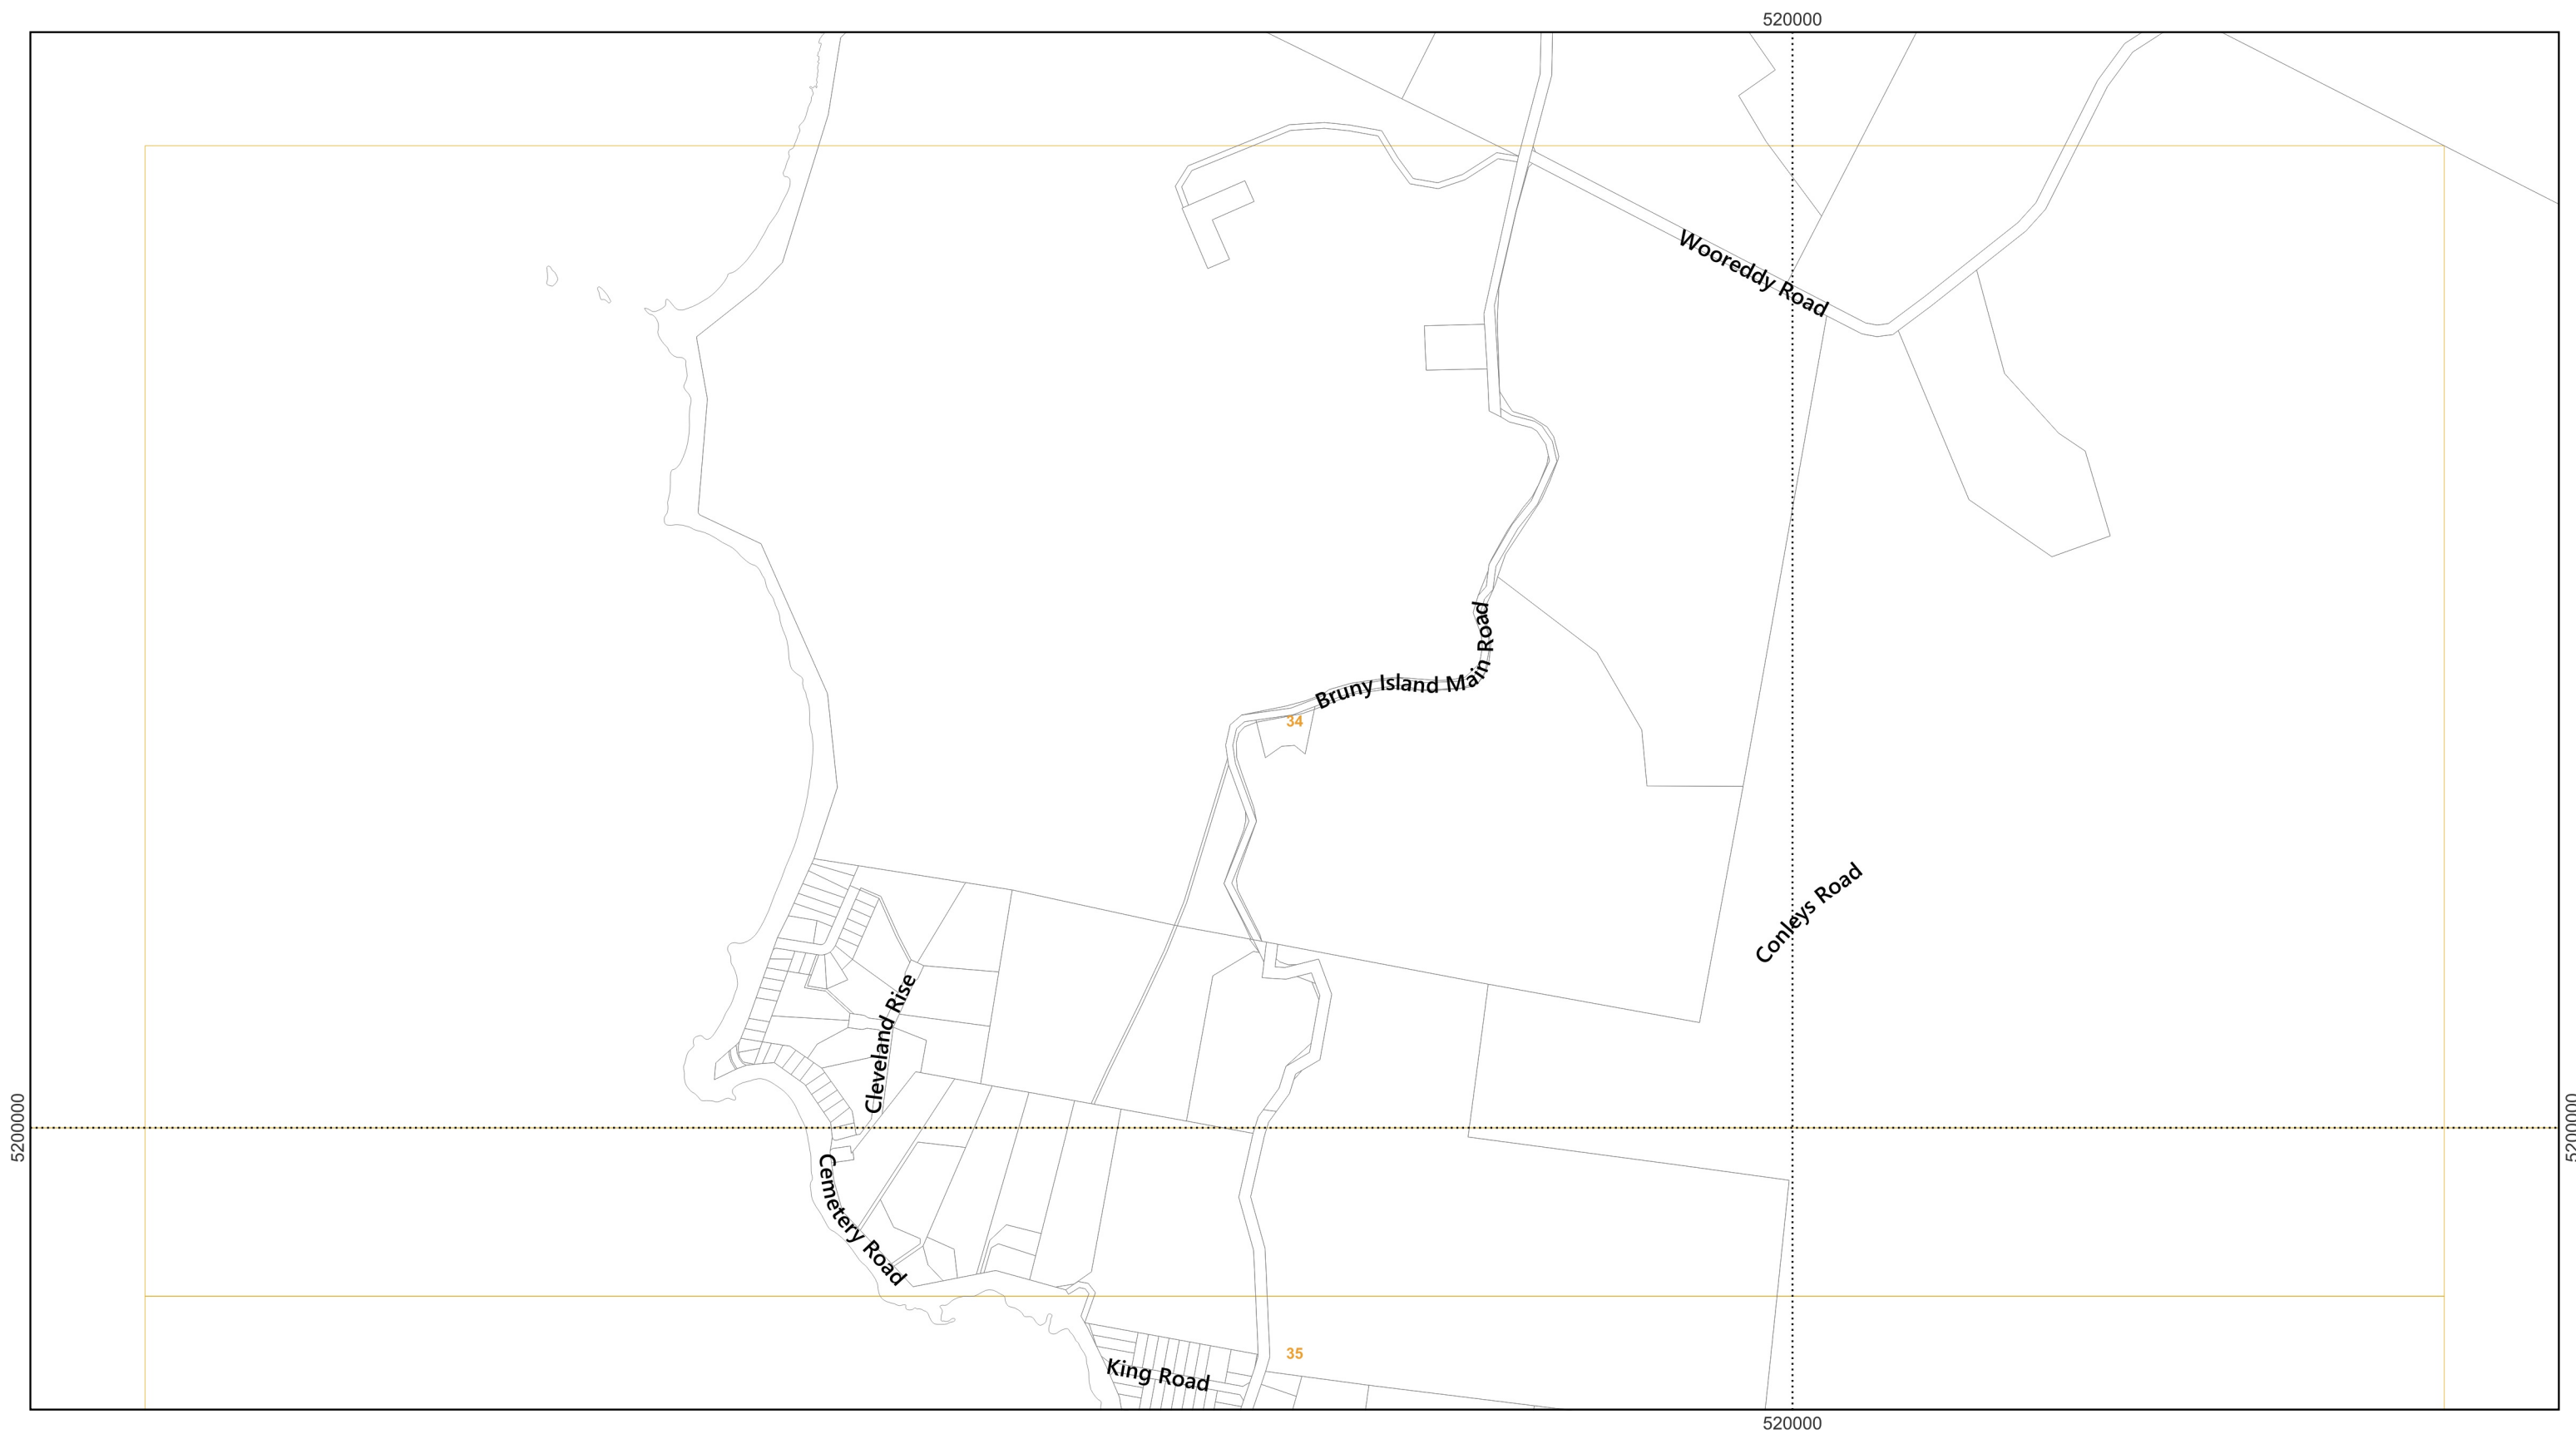 520000
Wooreddy Road
Bruny Island Main Road
34
Conleys Road
Cleveland Rise
5200000
5200000
Cemetery Road
35
King Road
520000